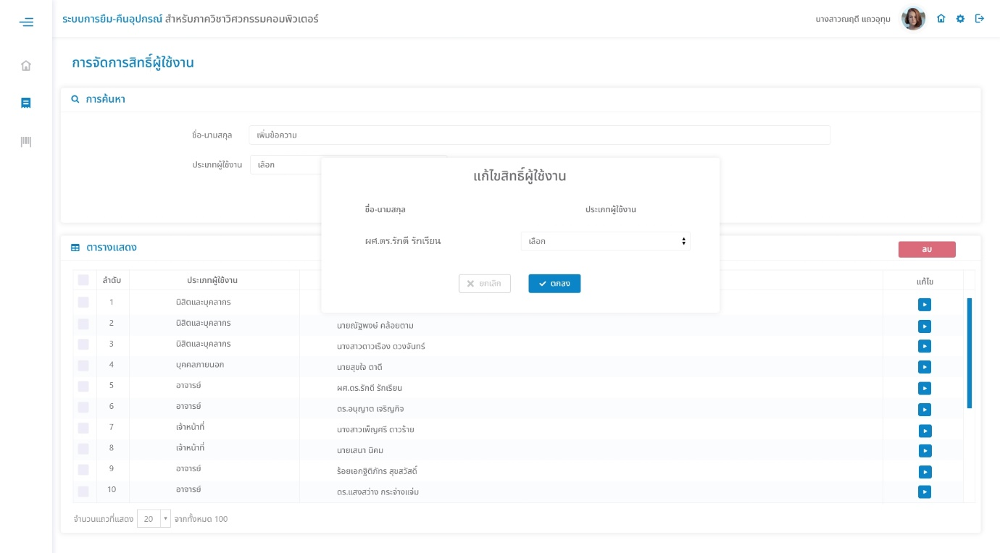 ระบบการยืม-คืนอุปกรณ์ สำหรับภาควิชาวิศวกรรมคอมพิวเตอร์
นางสาวณฤดี แถวอุทุม
การจัดการสิทธิ์ผู้ใช้งาน
การค้นหา
ชื่อ-นามสกุล เพิ่มข้อความ
ประเภทผู้ใช้งาน เลือก
แก้ไขสิทธิ์ผู้ใช้งาน
ชื่อ-นามสกุล ประเภทผู้ใช้งาน
ผศ.ดร.รักดี รักเรียน เลือก
ยกเลิก ตกลง
ตารางแสดง ลบ
ลำดับ ประเภทผู้ใช้งาน แก้ไข
1 นิสิตและบุคลากร
2 นิสิตและบุคลากร นายณัฐพงษ์ คล้อยตาม
3 นิสิตและบุคลากร นางสาวดาวเรือง ดวงจันทร์
4 บุคคลภายนอก นายสุขใจ ตาดี
5 อาจารย์ ผศ.ดร.รักดี รักเรียน
6 อาจารย์ ดร.อนุญาต เจริญกิจ
7 เจ้าหน้าที่ นางสาวเพ็ญศรี ดาวร้าย
8 เจ้าหน้าที่ นายเสนา นิคม
9 อาจารย์ ร้อยเอกฐิติภัทร สุขสวัสดิ์
10 อาจารย์ ดร.แสงสว่าง กระจ่างแจ่ม
จำนวนแถวที่แสดง 20 จากทั้งหมด 100